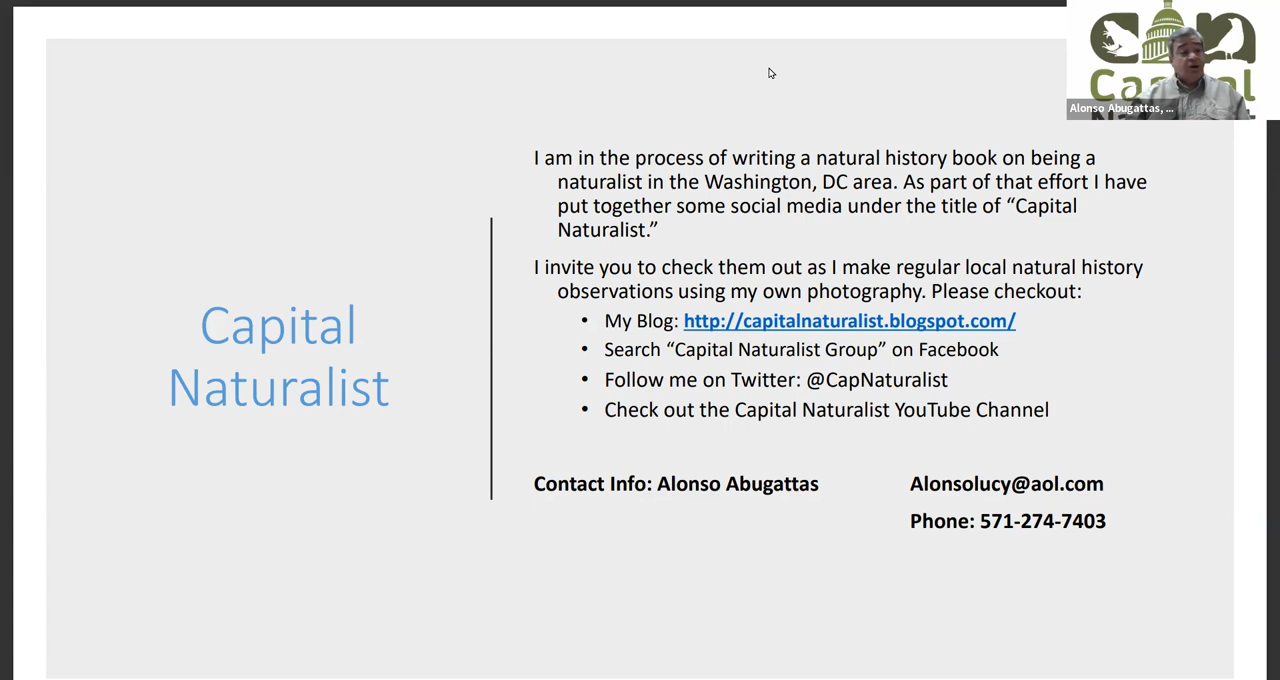 Capital
Alonso Abugattas, ...
I am in the process of writing a natural history book on being a
naturalist in the Washington, DC area. As part of that effort I have
put together some social media under the title of “Capital
Naturalist.”
I invite you to check them out as I make regular local natural history
observations using my own photography. Please checkout:
• My Blog: http://capitalnaturalist.blogspot.com/
• Search “Capital Naturalist Group” on Facebook
• Follow me on Twitter: @CapNaturalist
• Check out the Capital Naturalist YouTube Channel
Capital
Naturalist
Contact Info: Alonso Abugattas Alonsolucy@aol.com
Phone: 571-274-7403